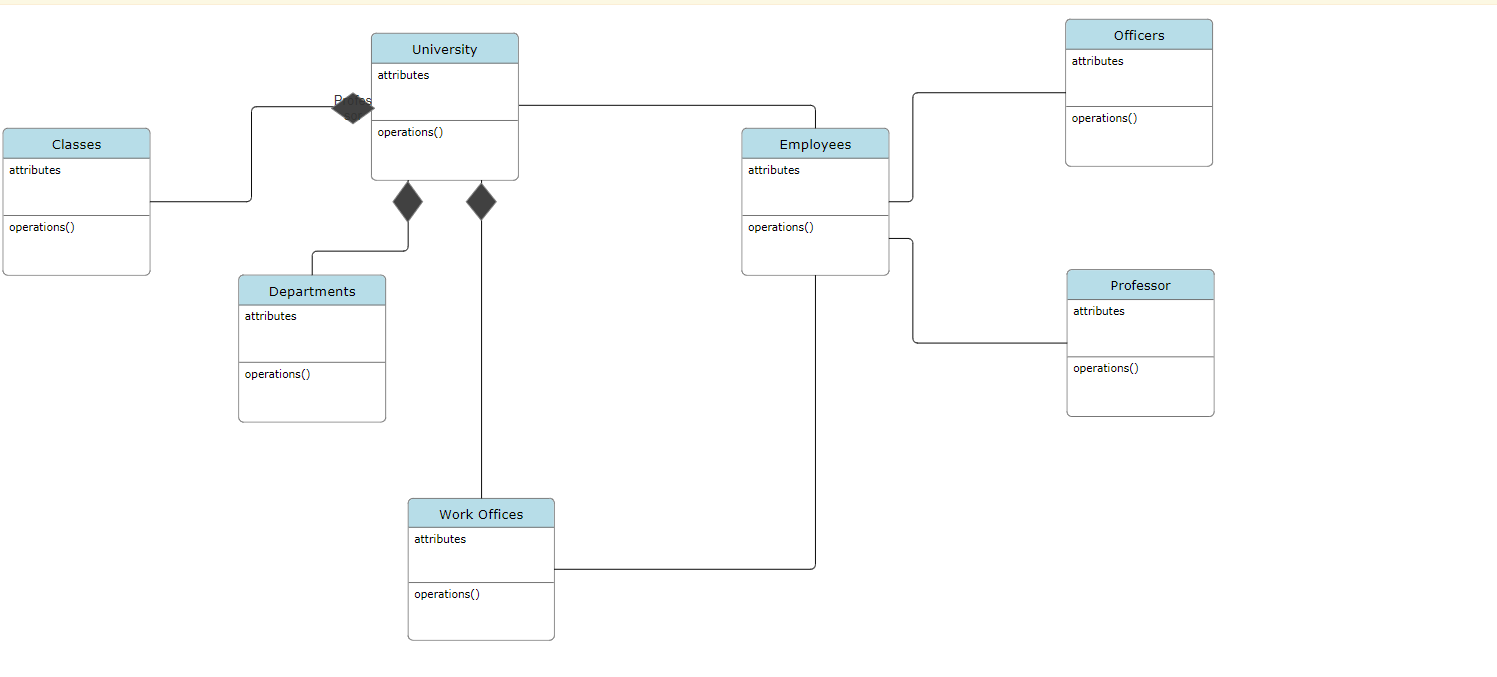 Officers
attributes
operations()
University
attributes
operations()
Classes
attributes
operations()
Employees
attributes
operations()
Departments
attributes
operations()
Professor
attributes
operations()
Work Offices
attributes
operations()